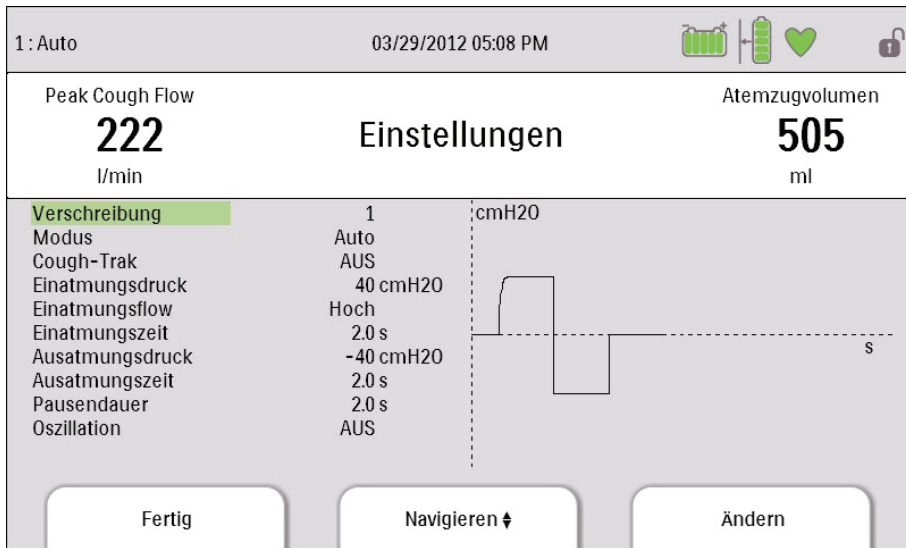 1 : Auto 03/29/2012 05:08 PM
Peak Cough Flow
222
l/min
Einstellungen
Atemzugvolumen
505
ml
Verschreibung 1
Modus Auto
Cough-Trak AUS
Einatmungsdruck 40 cmH2O
Einatmungsflow Hoch
Einatmungszeit 2.0 s
Ausatmungsdruck -40 cmH2O
Ausatmungszeit 2.0 s
Pausendauer 2.0 s
Oszillation AUS
cmH2O
s
Fertig
Navigieren
Ändern